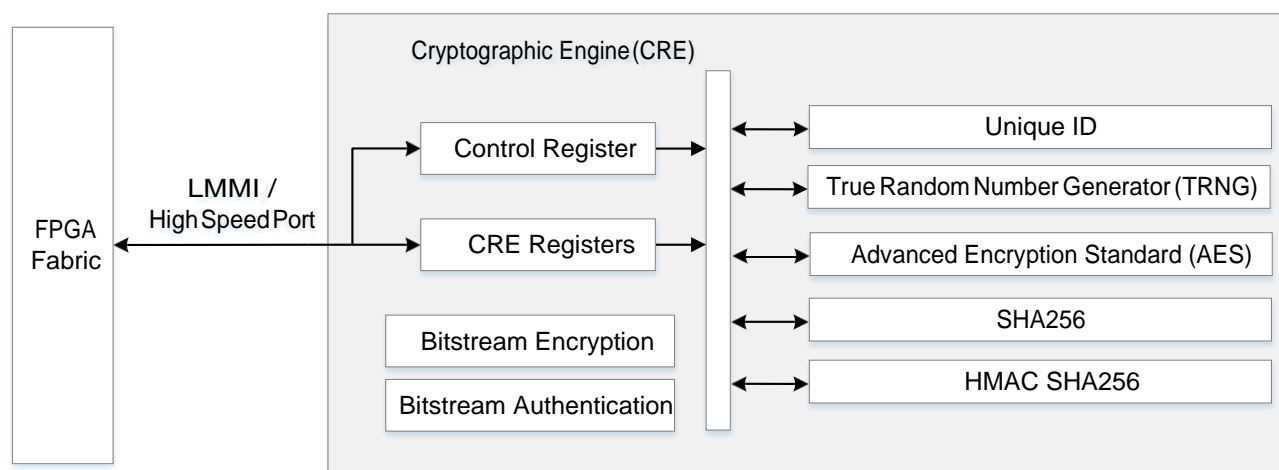 Cryptographic Engine (CRE)
FPGA
Fabric
LMMI /
High Speed Port
Control Register
CRE Registers
Bitstream Encryption
Bitstream Authentication
Unique ID
True Random Number Generator (TRNG)
Advanced Encryption Standard (AES)
SHA256
HMAC SHA256